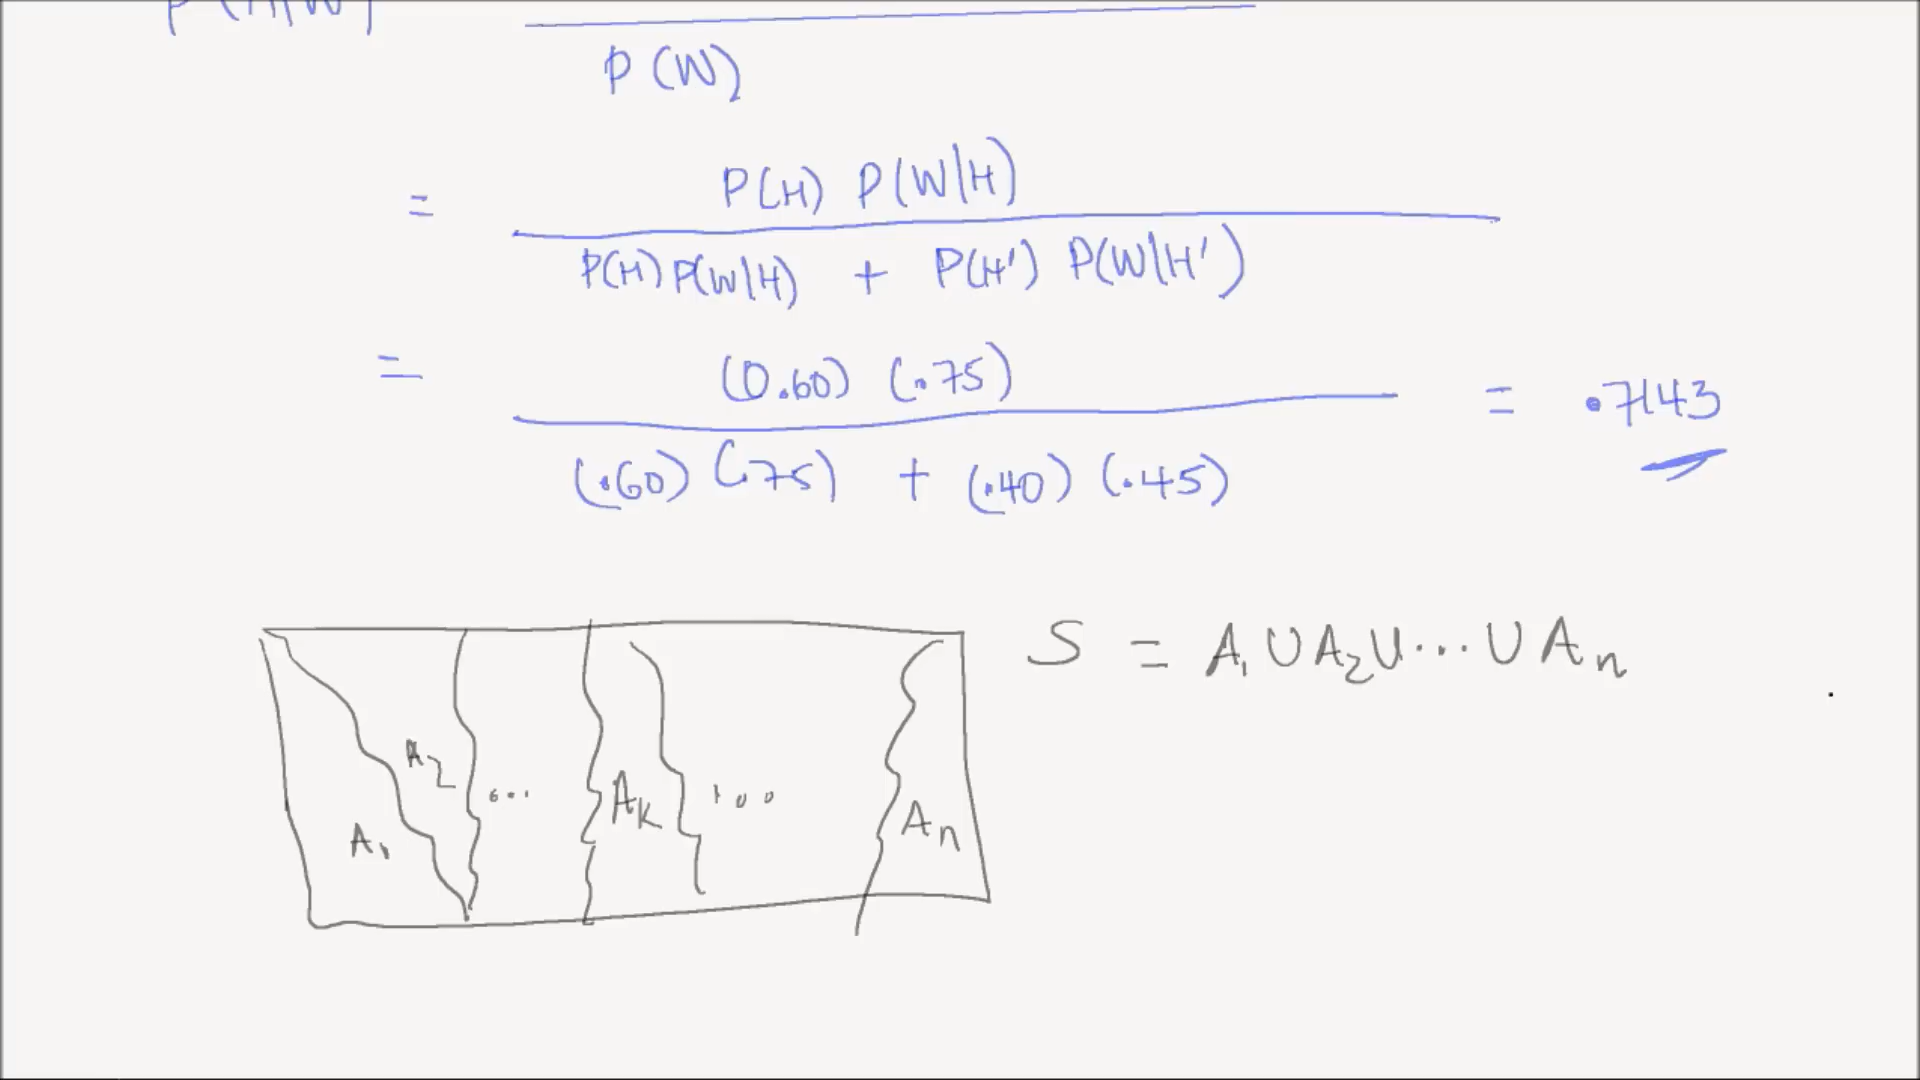 P(H|W)
P(W)
= P(H) P(W|H)
P(H) P(W|H) + P(H') P(W|H')
= (0.60) (.75) = .7143
(.60) (.75) + (.40) (.45)
S = A₁ ∪ A₂ ∪ ... ∪ Aₙ
A₁ A₂ ... Aₖ ... Aₙ